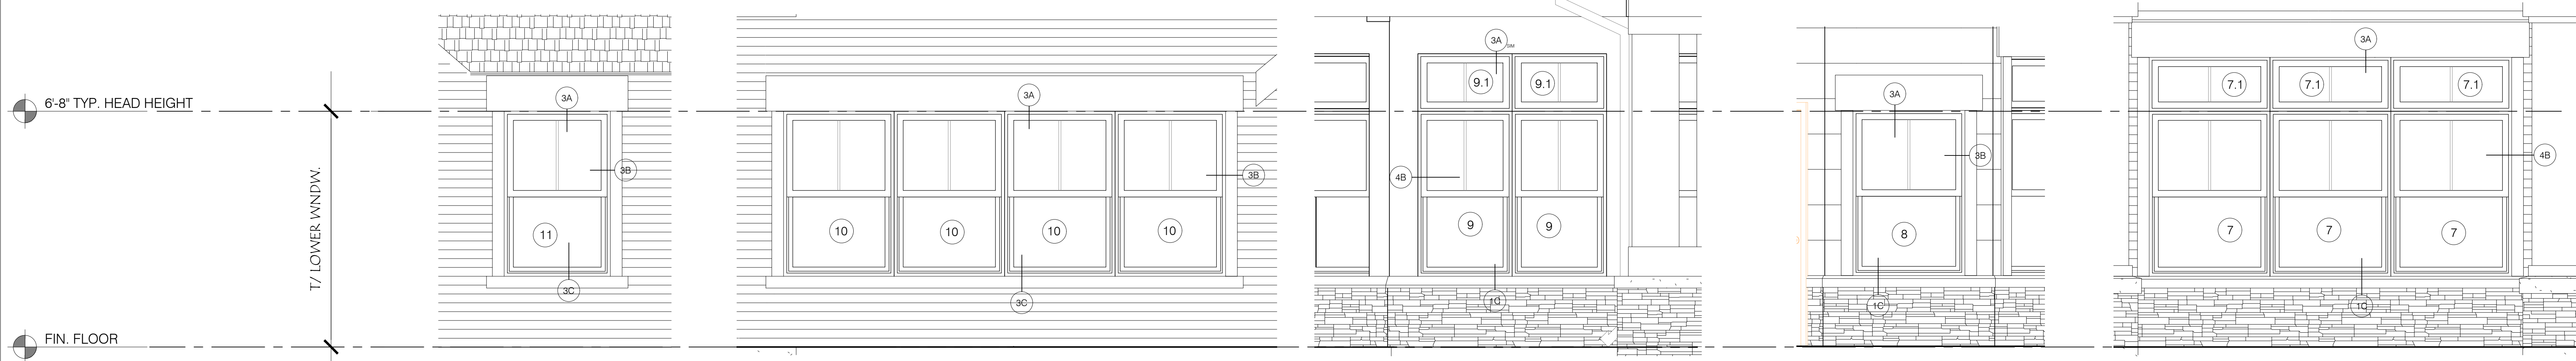 6'-8" TYP. HEAD HEIGHT
FIN. FLOOR
T/ LOWER WNDW.
3A
3B
11
3C
3A
3B
10
10
10
10
3C
3A
DM
9.1
9.1
4B
9
9
1C
3A
3B
8
1C
3A
7.1
7.1
7.1
4B
7
7
7
1C